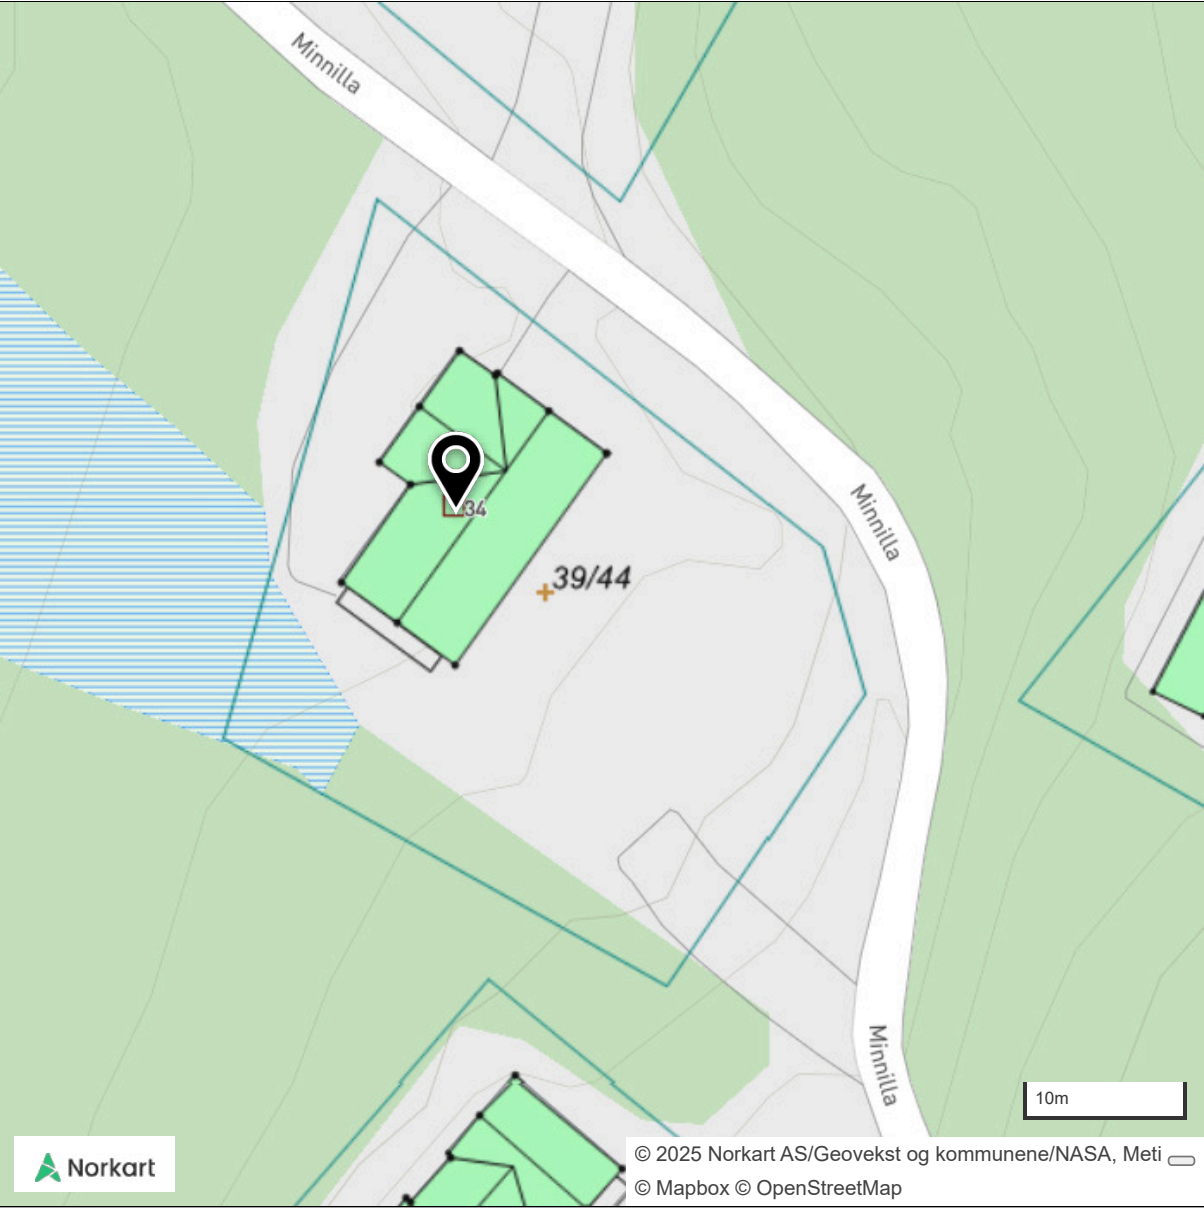 Minnilla
34
39/44
Minnilla
Minnilla
10m
Norkart
© 2025 Norkart AS/Geovekst og kommunene/NASA, Meti
© Mapbox © OpenStreetMap